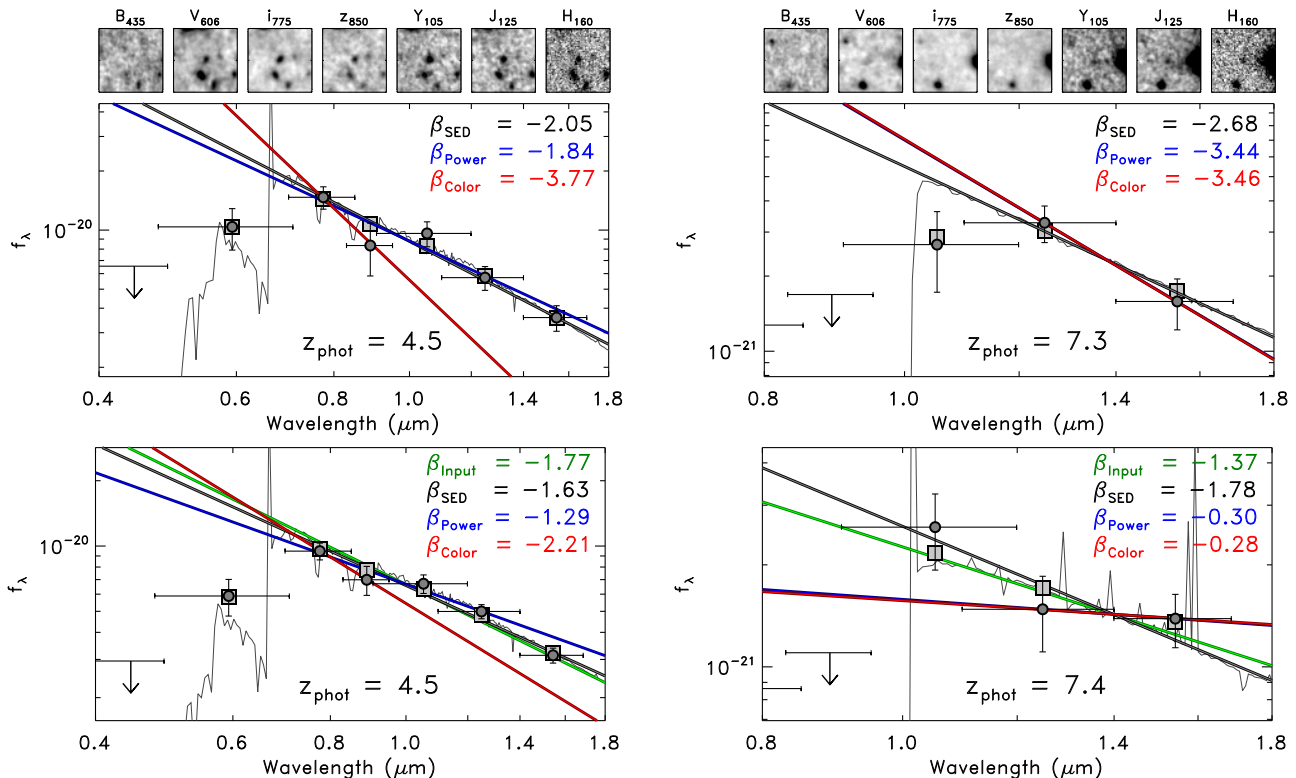 B435 V606 i775 z850 Y105 J125 H160
B435 V606 i775 z850 Y105 J125 H160
βSED = −2.05
βPower = −1.84
βColor = −3.77
10−20
fλ
zphot = 4.5
0.4 0.6 0.8 1.0 1.4 1.8
Wavelength (μm)
βSED = −2.68
βPower = −3.44
βColor = −3.46
fλ
10−21
zphot = 7.3
0.8 1.0 1.4 1.8
Wavelength (μm)
βInput = −1.77
βSED = −1.63
βPower = −1.29
βColor = −2.21
10−20
fλ
zphot = 4.5
0.4 0.6 0.8 1.0 1.4 1.8
Wavelength (μm)
βInput = −1.37
βSED = −1.78
βPower = −0.30
βColor = −0.28
fλ
10−21
zphot = 7.4
0.8 1.0 1.4 1.8
Wavelength (μm)